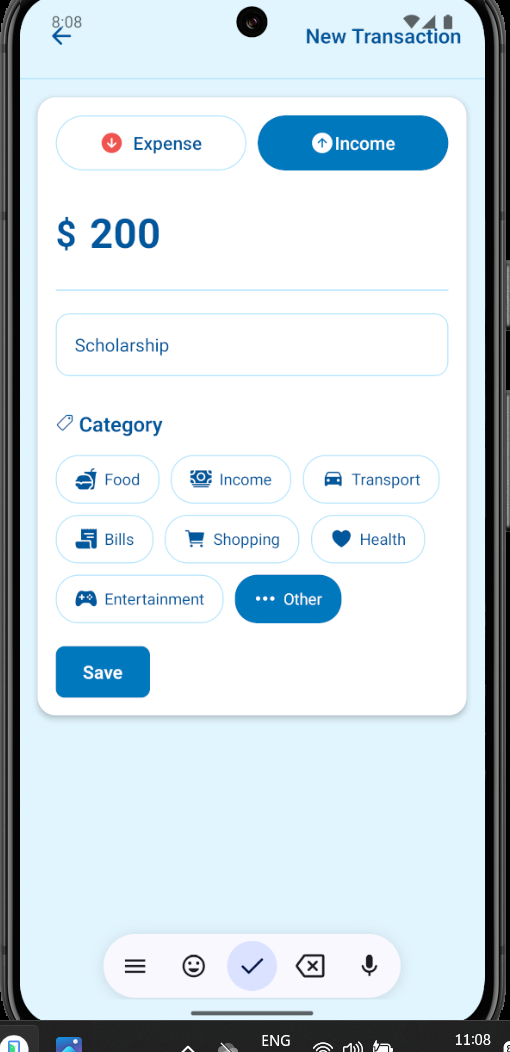 8:08
New Transaction
Expense
Income
$ 200
Scholarship
Category
Food
Income
Transport
Bills
Shopping
Health
Entertainment
Other
Save
ENG
11:08